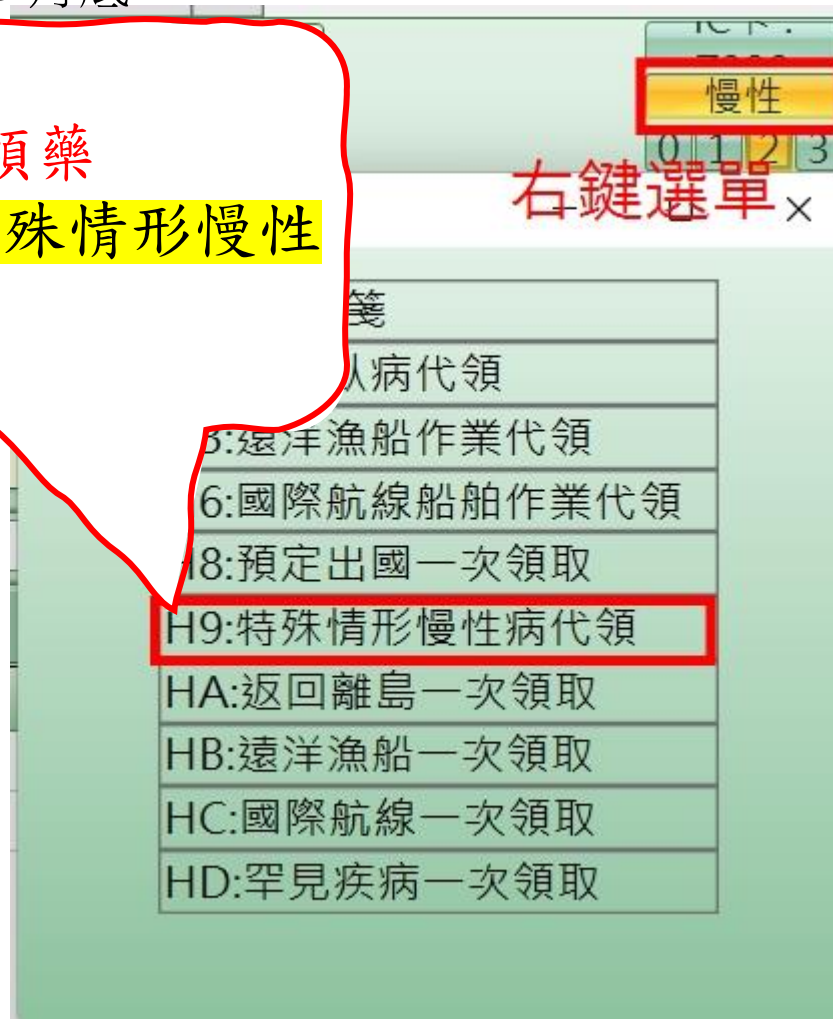 慢性
0 1 2 3
右鍵選單
領藥
殊情形慢性
箋
病代領
遠洋漁船作業代領
6:國際航線船舶作業代領
H8:預定出國一次領取
H9:特殊情形慢性病代領
HA:返回離島一次領取
HB:遠洋漁船一次領取
HC:國際航線一次領取
HD:罕見疾病一次領取